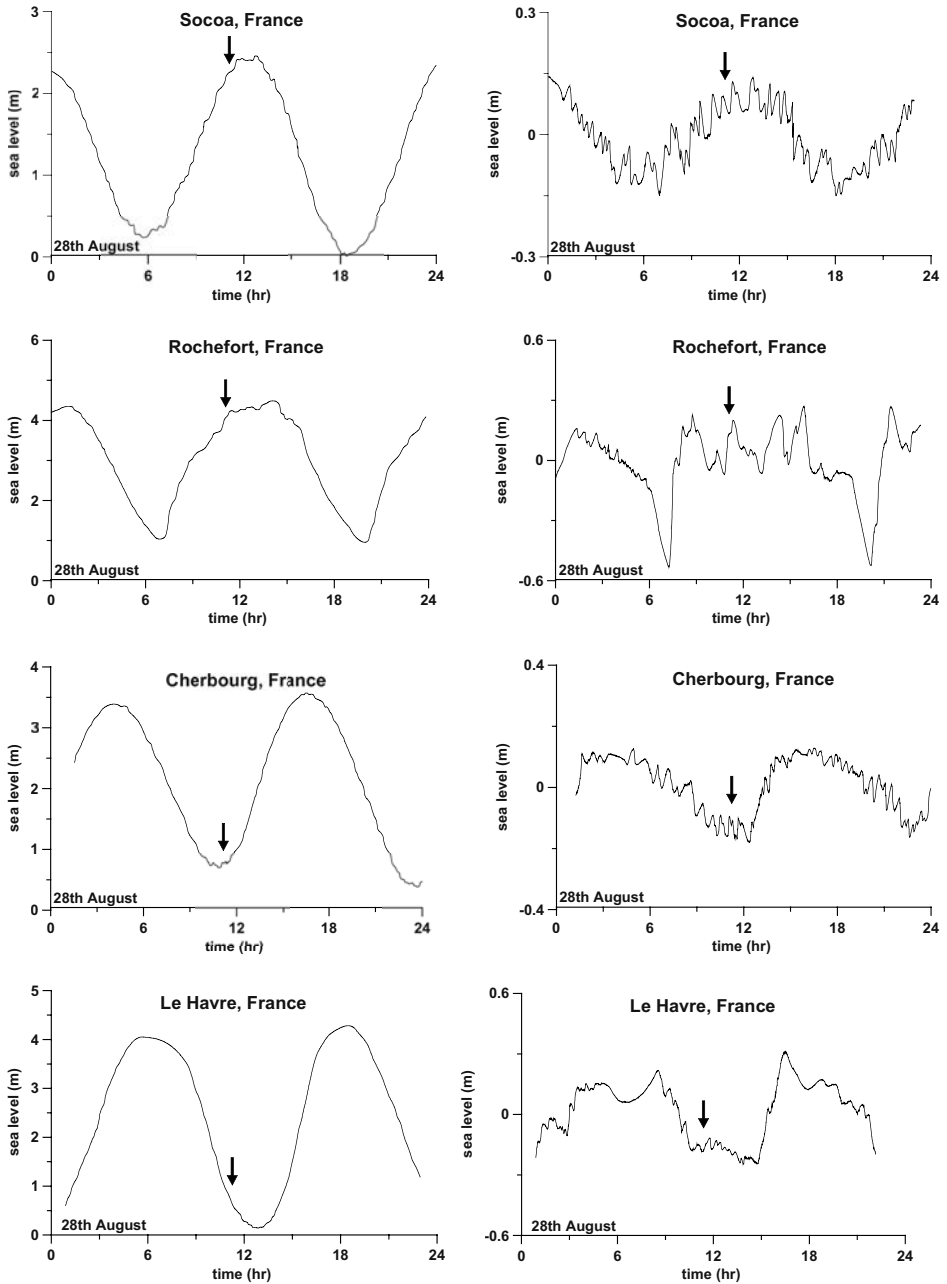 Socoa, France
3
2
1
0
sea level (m)
28th August
0 6 12 18 24
time (hr)
Socoa, France
0.3
0
-0.3
sea level (m)
28th August
0 6 12 18 24
time (hr)
Rochefort, France
6
4
2
0
sea level (m)
28th August
0 6 12 18 24
time (hr)
Rochefort, France
0.6
0
-0.6
sea level (m)
28th August
0 6 12 18 24
time (hr)
Cherbourg, France
4
3
2
1
0
sea level (m)
28th August
0 6 12 18 24
time (hr)
Cherbourg, France
0.4
0
-0.4
sea level (m)
28th August
0 6 12 18 24
time (hr)
Le Havre, France
5
4
3
2
1
0
sea level (m)
28th August
0 6 12 18 24
time (hr)
Le Havre, France
0.6
0
-0.6
sea level (m)
28th August
0 6 12 18 24
time (hr)